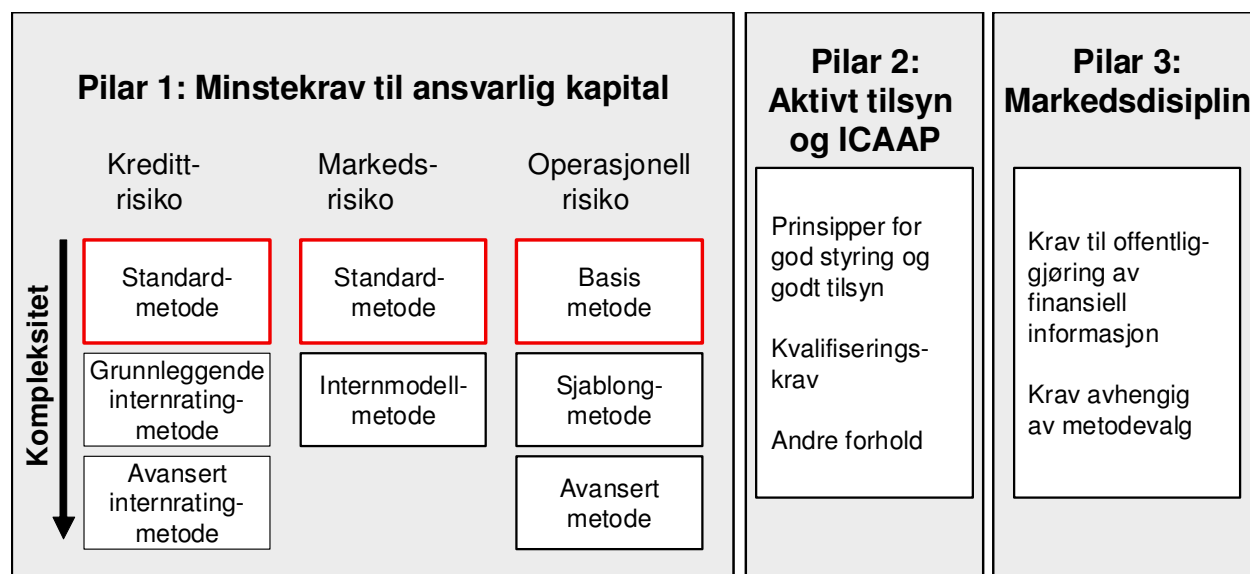 Pilar 1: Minstekrav til ansvarlig kapital
Kreditt-
risiko
Markeds-
risiko
Operasjonell
risiko
Kompleksitet
Standard-
metode
Standard-
metode
Basis
metode
Grunnleggende
internrating-
metode
Internmodell-
metode
Sjablong-
metode
Avansert
internrating-
metode
Avansert
metode
Pilar 2:
Aktivt tilsyn
og ICAAP
Prinsipper for
god styring og
godt tilsyn
Kvalifiserings-
krav
Andre forhold
Pilar 3:
Markedsdisiplin
Krav til offentlig-
gjøring av
finansiell
informasjon
Krav avhengig
av metodevalg